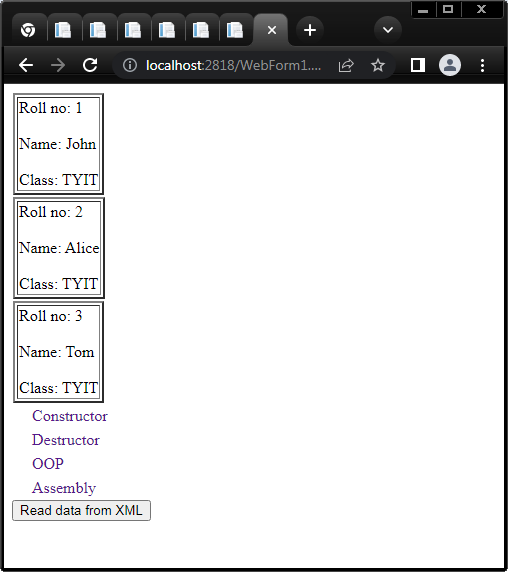 localhost:2818/WebForm1....
Roll no: 1
Name: John
Class: TYIT
Roll no: 2
Name: Alice
Class: TYIT
Roll no: 3
Name: Tom
Class: TYIT
Constructor
Destructor
OOP
Assembly
Read data from XML